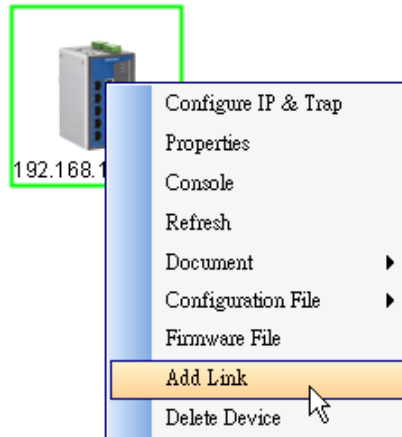 192.168.1
Configure IP & Trap
Properties
Console
Refresh
Document
Configuration File
Firmware File
Add Link
Delete Device